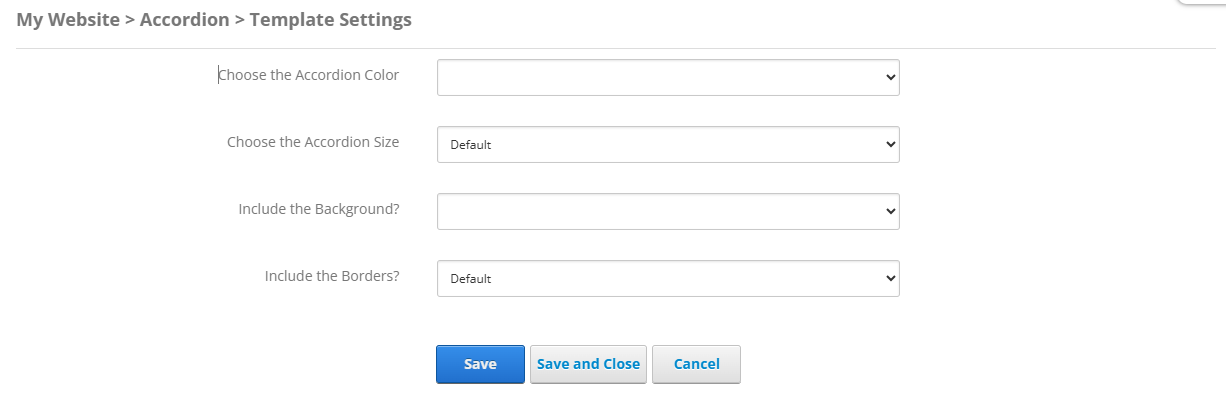 My Website > Accordion > Template Settings
Choose the Accordion Color
Choose the Accordion Size Default
Include the Background?
Include the Borders? Default
Save Save and Close Cancel